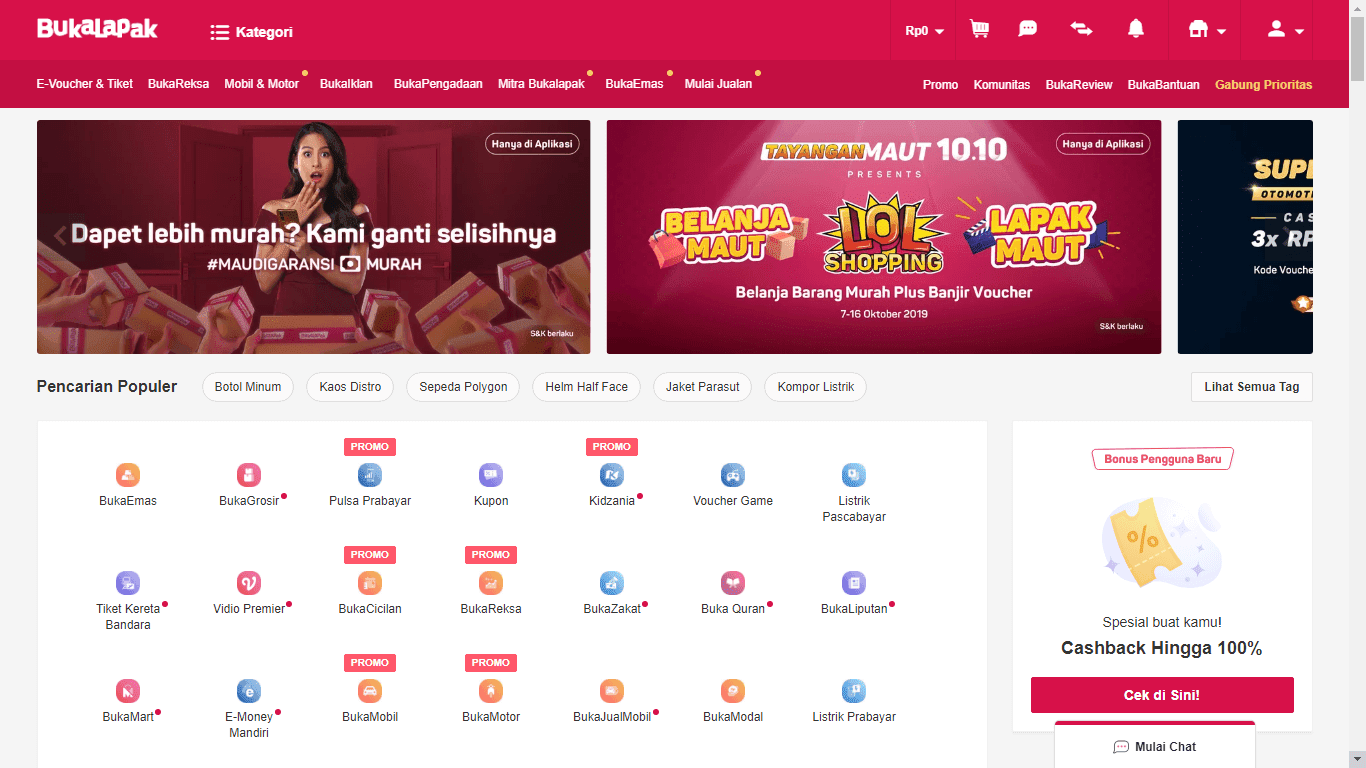 BukaLapak
Kategori
Rp0
E-Voucher & Tiket
BukaReksa
Mobil & Motor
BukaIklan
BukaPengadaan
Mitra Bukalapak
BukaEmas
Mulai Jualan
Promo
Komunitas
BukaReview
BukaBantuan
Gabung Prioritas
Hanya di Aplikasi
Dapet lebih murah? Kami ganti selisihnya
#MAUDIGARANSI MURAH
S&K berlaku
TAYANGAN MAUT 10.10
PRESENTS
Hanya di Aplikasi
BELANJA MAUT
LOL SHOPPING
LAPAK MAUT
Belanja Barang Murah Plus Banjir Voucher
7-16 Oktober 2019
S&K berlaku
SUPE
OTOMOTI
CAS
3x RP
Kode Vouche
Pencarian Populer
Botol Minum
Kaos Distro
Sepeda Polygon
Helm Half Face
Jaket Parasut
Kompor Listrik
Lihat Semua Tag
PROMO
PROMO
BukaEmas
BukaGrosir
Pulsa Prabayar
Kupon
Kidzania
Voucher Game
Listrik
Pascabayar
PROMO
PROMO
Tiket Kereta
Bandara
Vidio Premier
BukaCicilan
BukaReksa
BukaZakat
Buka Quran
BukaLiputan
PROMO
PROMO
BukaMart
E-Money
Mandiri
BukaMobil
BukaMotor
BukaJualMobil
BukaModal
Listrik Prabayar
Bonus Pengguna Baru
%
Spesial buat kamu!
Cashback Hingga 100%
Cek di Sini!
Mulai Chat